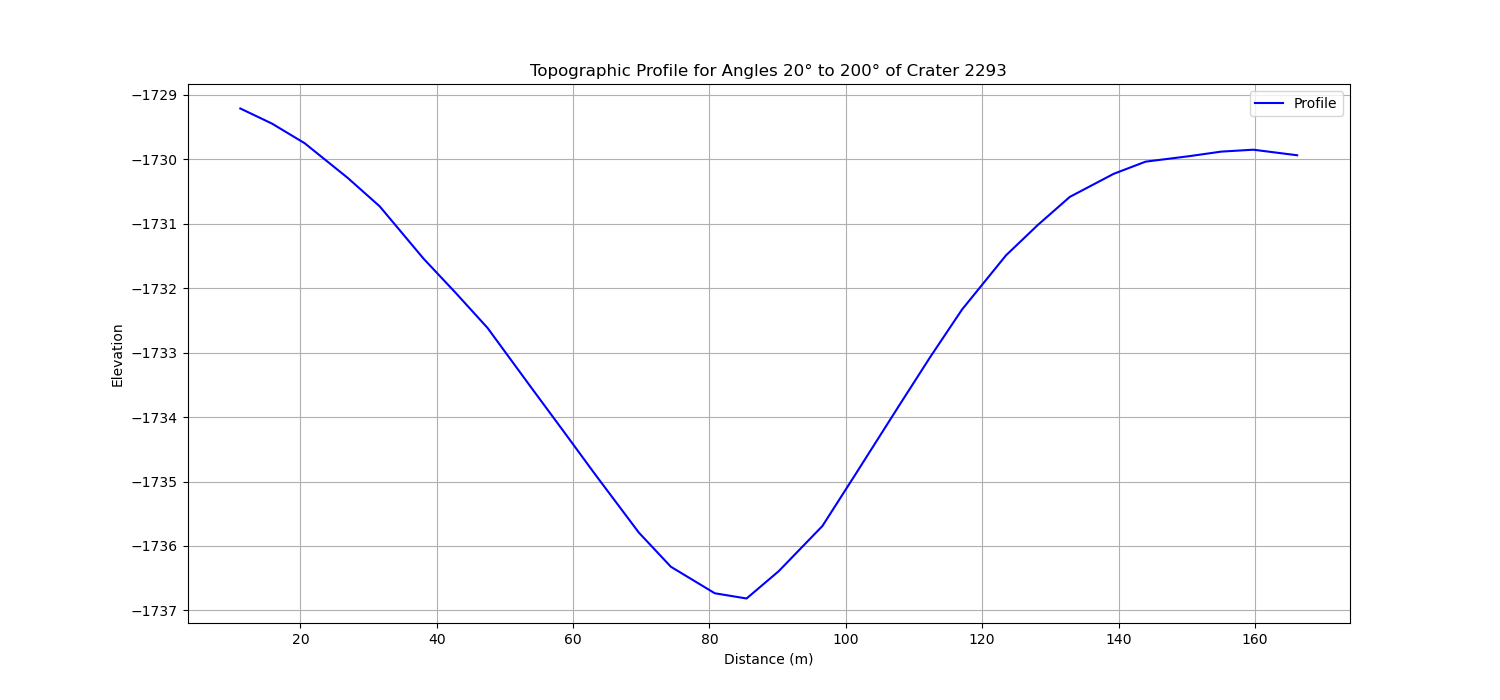 Topographic Profile for Angles 20° to 200° of Crater 2293
Profile
−1729
−1730
−1731
−1732
−1733
−1734
−1735
−1736
−1737
Elevation
20 40 60 80 100 120 140 160
Distance (m)